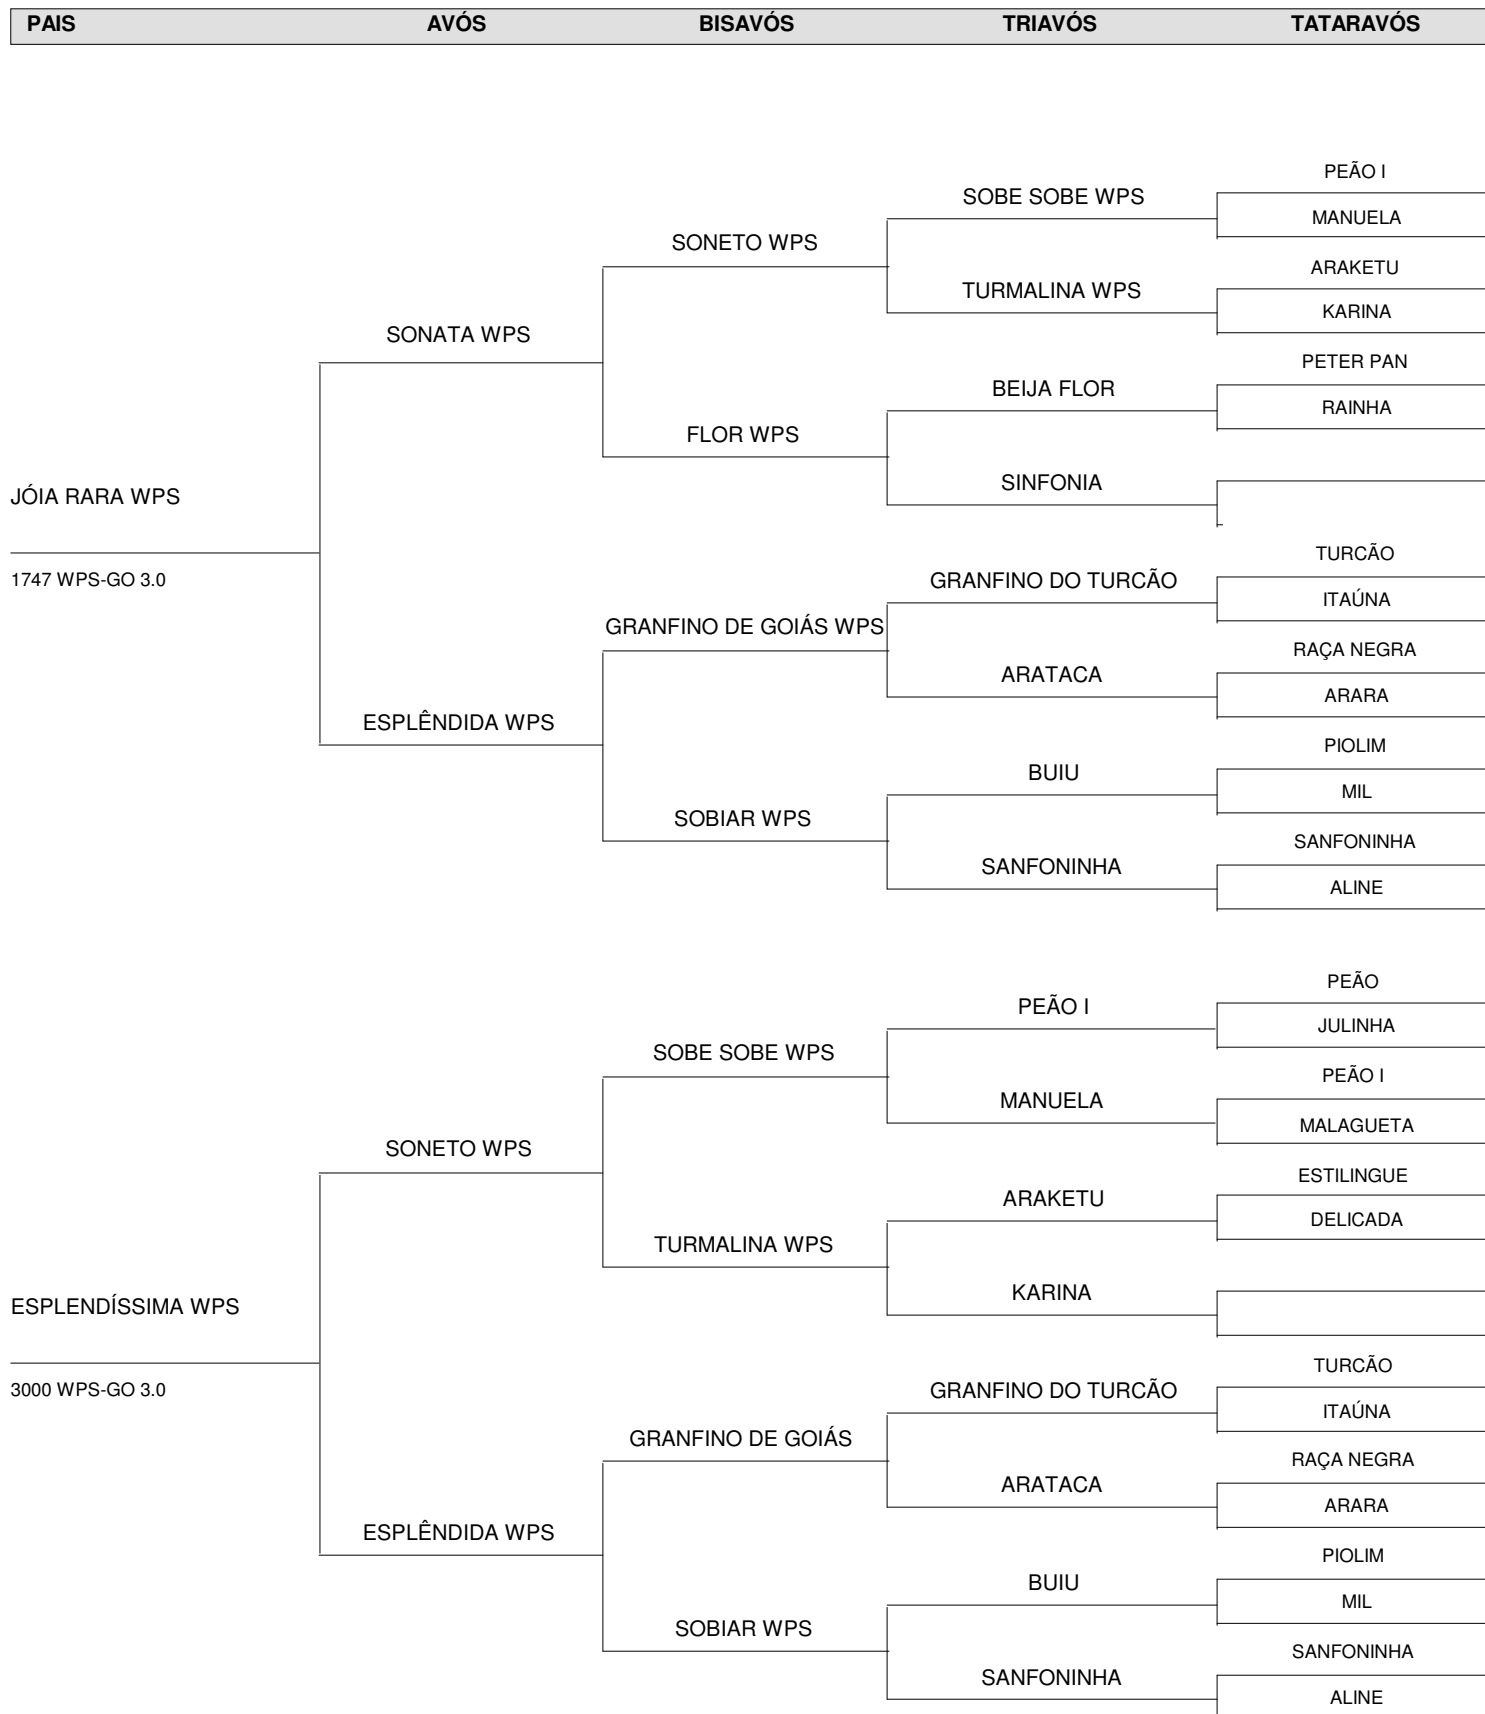 PAIS AVÓS BISAVÓS TRIAVÓS TATARAVÓS
PEÃO I
SOBE SOBE WPS
MANUELA
SONETO WPS
ARAKETU
TURMALINA WPS
KARINA
SONATA WPS
PETER PAN
BEIJA FLOR
RAINHA
FLOR WPS
SINFONIA
JÓIA RARA WPS
TURCÃO
1747 WPS-GO 3.0
GRANFINO DO TURCÃO
ITAÚNA
GRANFINO DE GOIÁS WPS
RAÇA NEGRA
ARATACA
ARARA
ESPLÊNDIDA WPS
PIOLIM
BUIU
MIL
SOBIAR WPS
SANFONINHA
SANFONINHA
ALINE
PEÃO
PEÃO I
JULINHA
SOBE SOBE WPS
PEÃO I
MANUELA
MALAGUETA
SONETO WPS
ESTILINGUE
ARAKETU
DELICADA
TURMALINA WPS
KARINA
ESPLENDÍSSIMA WPS
TURCÃO
3000 WPS-GO 3.0
GRANFINO DO TURCÃO
ITAÚNA
GRANFINO DE GOIÁS
RAÇA NEGRA
ARATACA
ARARA
ESPLÊNDIDA WPS
PIOLIM
BUIU
MIL
SOBIAR WPS
SANFONINHA
SANFONINHA
ALINE